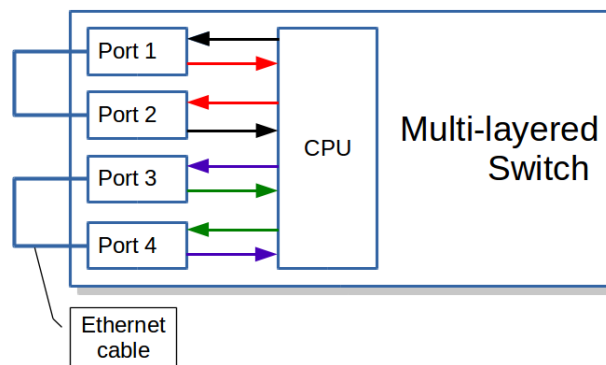 Port 1
Port 2
Port 3
Port 4
CPU
Multi-layered
Switch
Ethernet
cable